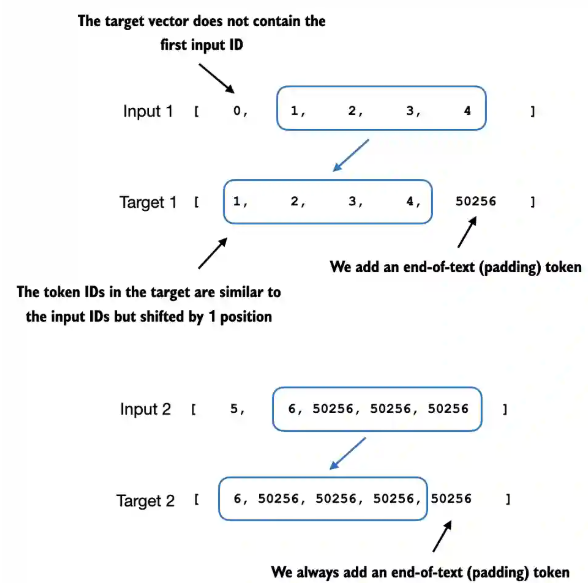 The target vector does not contain the
first input ID
Input 1 [ 0, 1, 2, 3, 4 ]
Target 1 [ 1, 2, 3, 4, 50256 ]
We add an end-of-text (padding) token
The token IDs in the target are similar to
the input IDs but shifted by 1 position
Input 2 [ 5, 6, 50256, 50256, 50256 ]
Target 2 [ 6, 50256, 50256, 50256, 50256 ]
We always add an end-of-text (padding) token